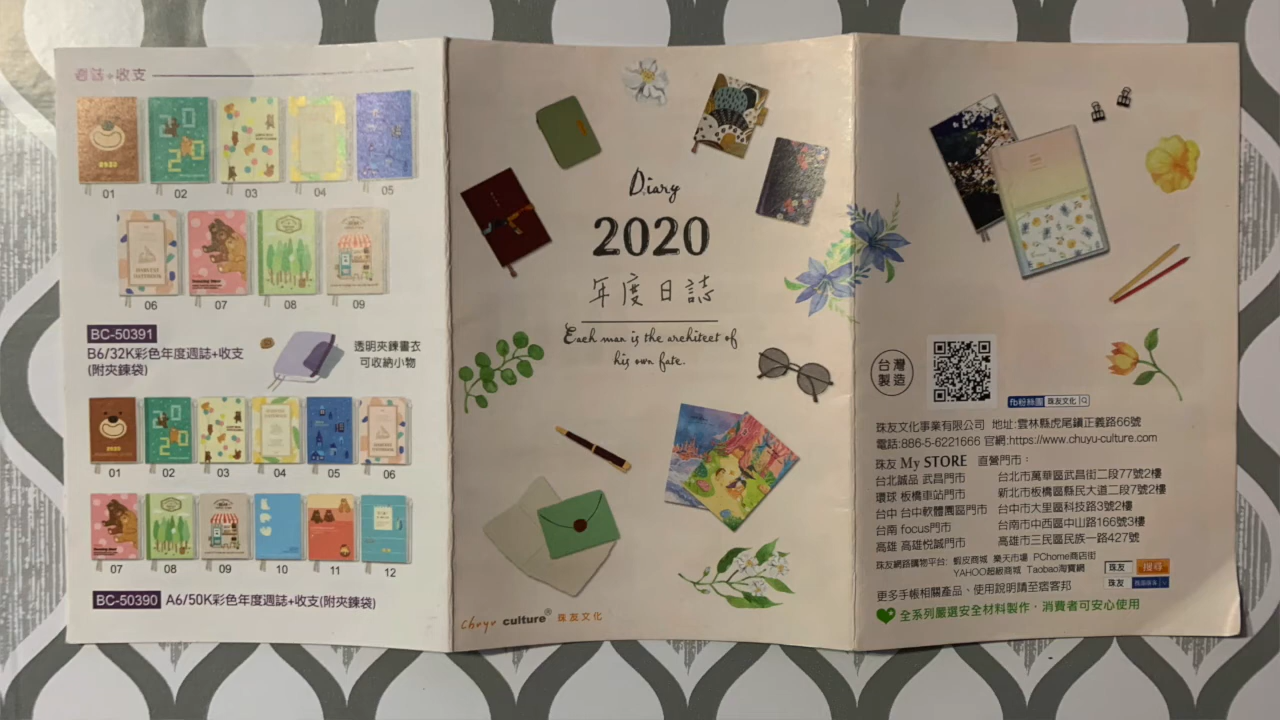 週誌+收支
01
02
03
04
05
06
07
08
09
BC-50391
B6/32K彩色年度週誌+收支
(附夾鍊袋)
透明夾鍊書衣
可收納小物
01
02
03
04
05
06
07
08
09
10
11
12
BC-50390 A6/50K彩色年度週誌+收支(附夾鍊袋)
Diary
2020
年度日誌
Each man is the architect of
his own fate.
Chuyu culture® 珠友文化
台灣
製造
fb粉絲團 珠友文化
珠友文化事業有限公司 地址:雲林縣虎尾鎮正義路66號
電話:886-5-6221666 官網:https://www.chuyu-culture.com
珠友 My STORE 直營門市：
台北誠品 武昌門市 台北市萬華區武昌街二段77號2樓
環球 板橋車站門市 新北市板橋區縣民大道二段7號2樓
台中 台中軟體園區門市 台中市大里區科技路3號2樓
台南 focus門市 台南市中西區中山路166號3樓
高雄 高雄悅誠門市 高雄市三民區民族一路427號
珠友網路購物平台: 蝦皮商城 樂天市場 PChome商店街
YAHOO超級商城 Taobao淘寶網
珠友 搜尋
更多手帳相關產品、使用說明請至痞客邦
珠友
全系列嚴選安全材料製作，消費者可安心使用